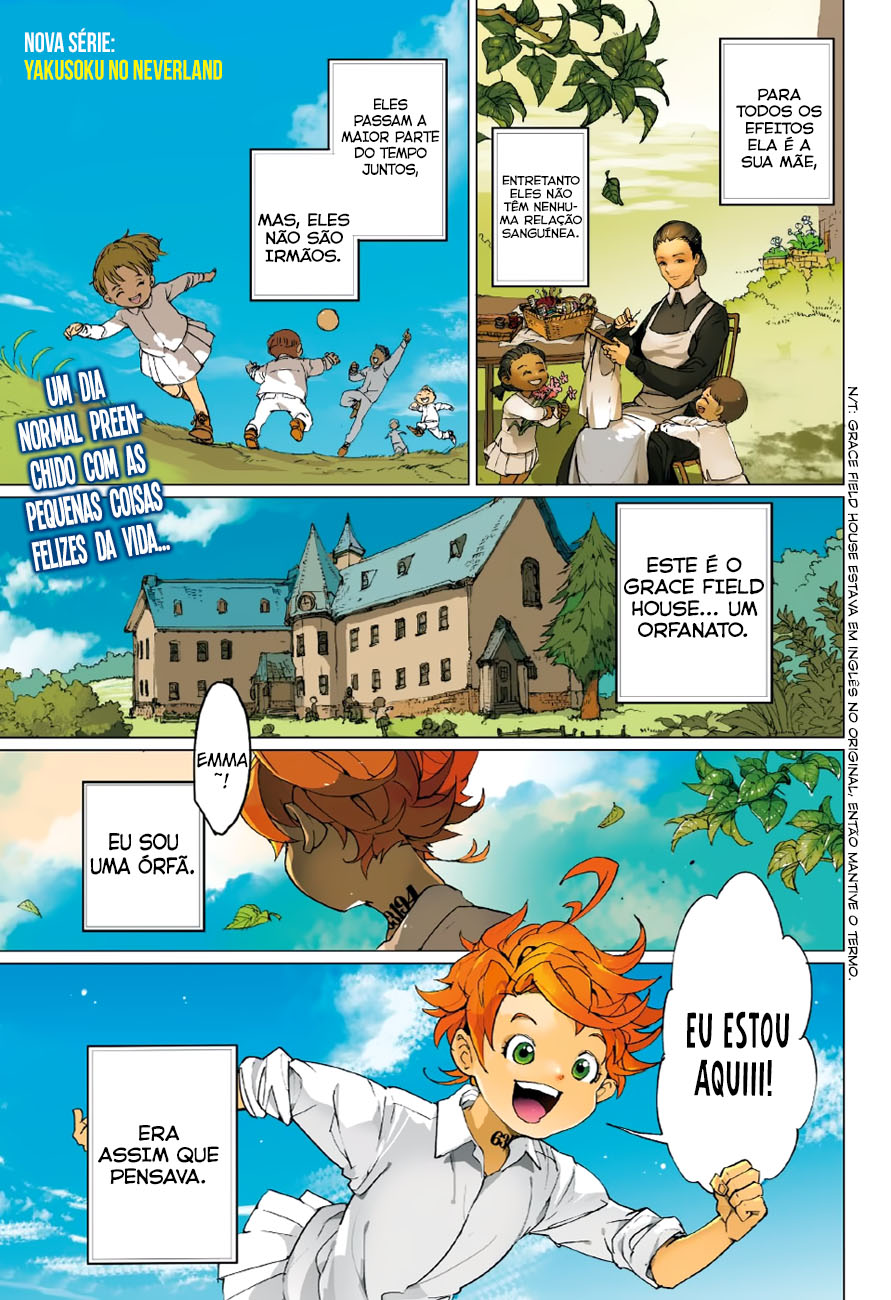 NOVA SÉRIE:
YAKUSOKU NO NEVERLAND
PARA
TODOS OS
EFEITOS
ELA É A
SUA MÃE,
ENTRETANTO
ELES NÃO
TÊM NENHU-
MA RELAÇÃO
SANGUÍNEA.
ELES
PASSAM A
MAIOR PARTE
DO TEMPO
JUNTOS,
MAS, ELES
NÃO SÃO
IRMÃOS.
UM DIA
NORMAL PREEN-
CHIDO COM AS
PEQUENAS COISAS
FELIZES DA VIDA...
N/T: GRACE FIELD HOUSE ESTAVA EM INGLÊS NO ORIGINAL, ENTÃO MANTIVE O TERMO.
ESTE É O
GRACE FIELD
HOUSE... UM
ORFANATO.
EMMA
~!
EU SOU
UMA ÓRFÃ.
63194
EU ESTOU
AQUIII!
63
ERA
ASSIM QUE
PENSAVA.